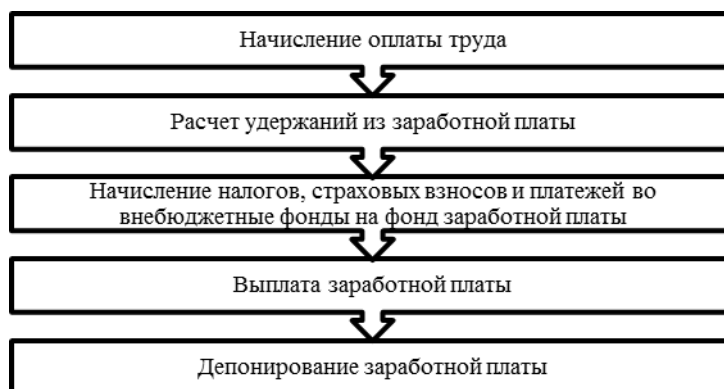 Начисление оплаты труда
Расчет удержаний из заработной платы
Начисление налогов, страховых взносов и платежей во
внебюджетные фонды на фонд заработной платы
Выплата заработной платы
Депонирование заработной платы